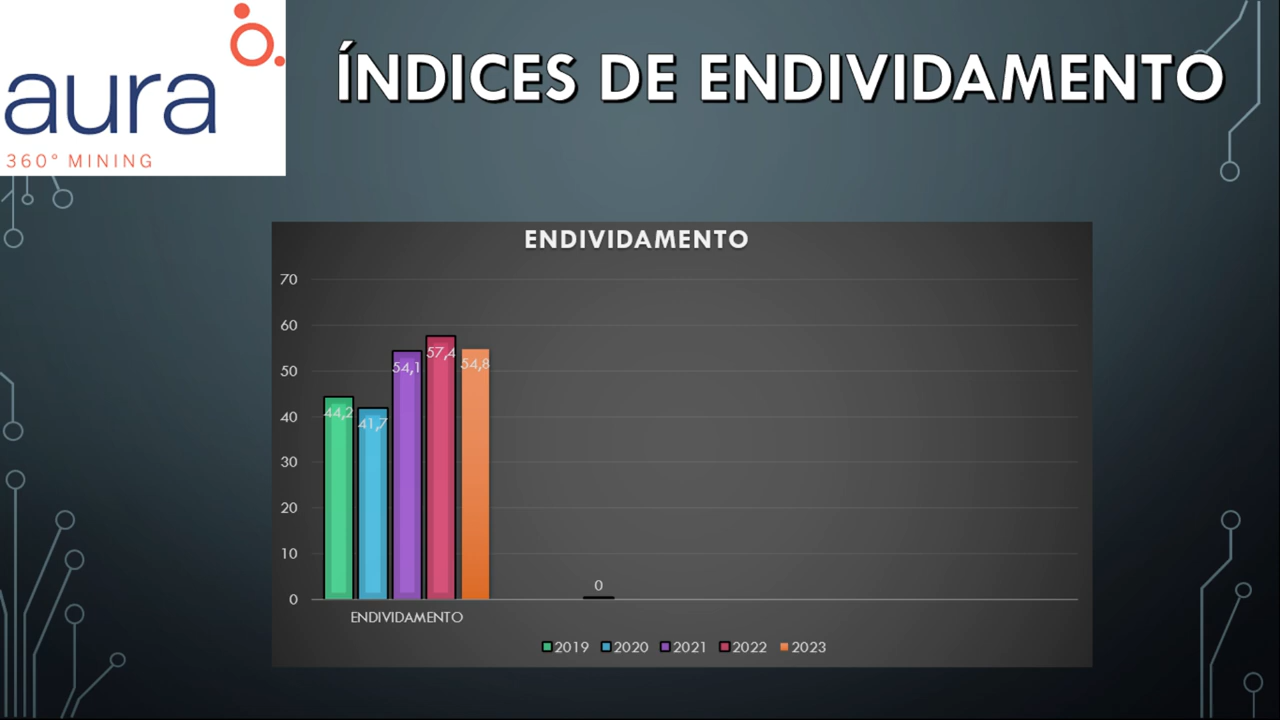 aura
360° MINING
ÍNDICES DE ENDIVIDAMENTO
ENDIVIDAMENTO
70
60
50
40
30
20
10
0
44,2
41,7
54,1
57,4
54,8
0
ENDIVIDAMENTO
2019 2020 2021 2022 2023